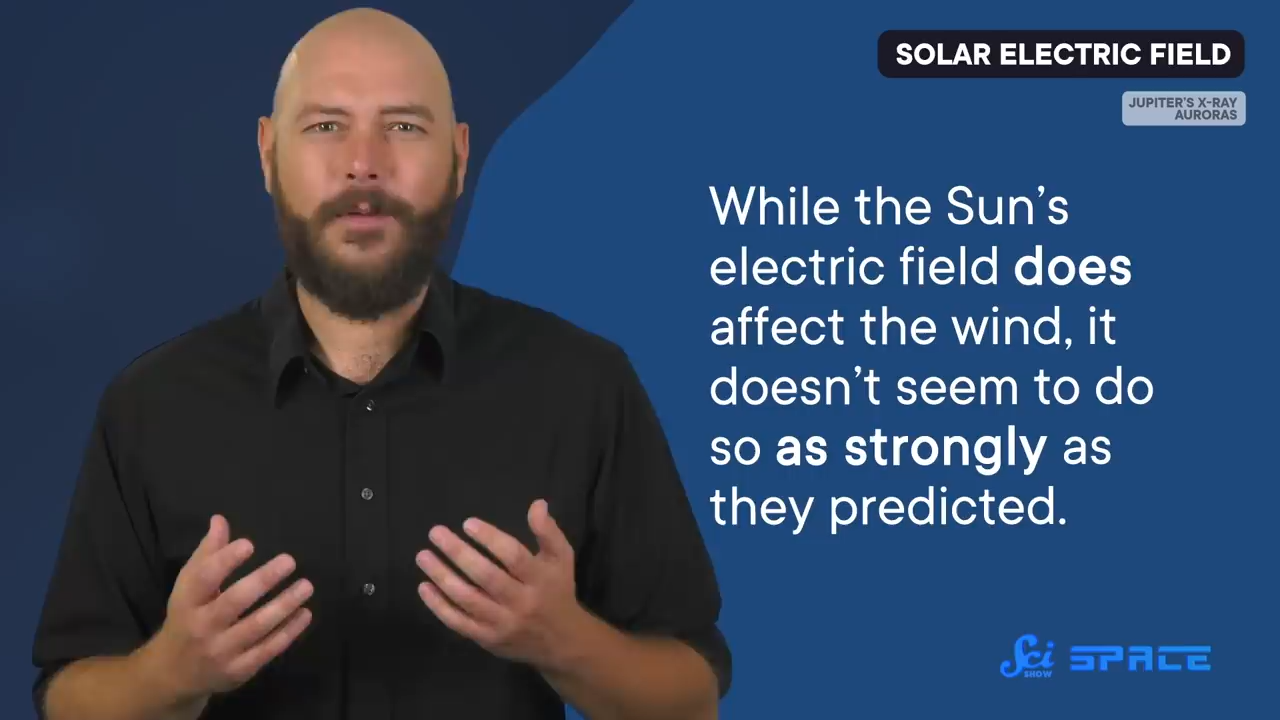 SOLAR ELECTRIC FIELD
JUPITER'S X-RAY
AURORAS
While the Sun's
electric field does
affect the wind, it
doesn't seem to do
so as strongly as
they predicted.
Sci SPACE
SHOW